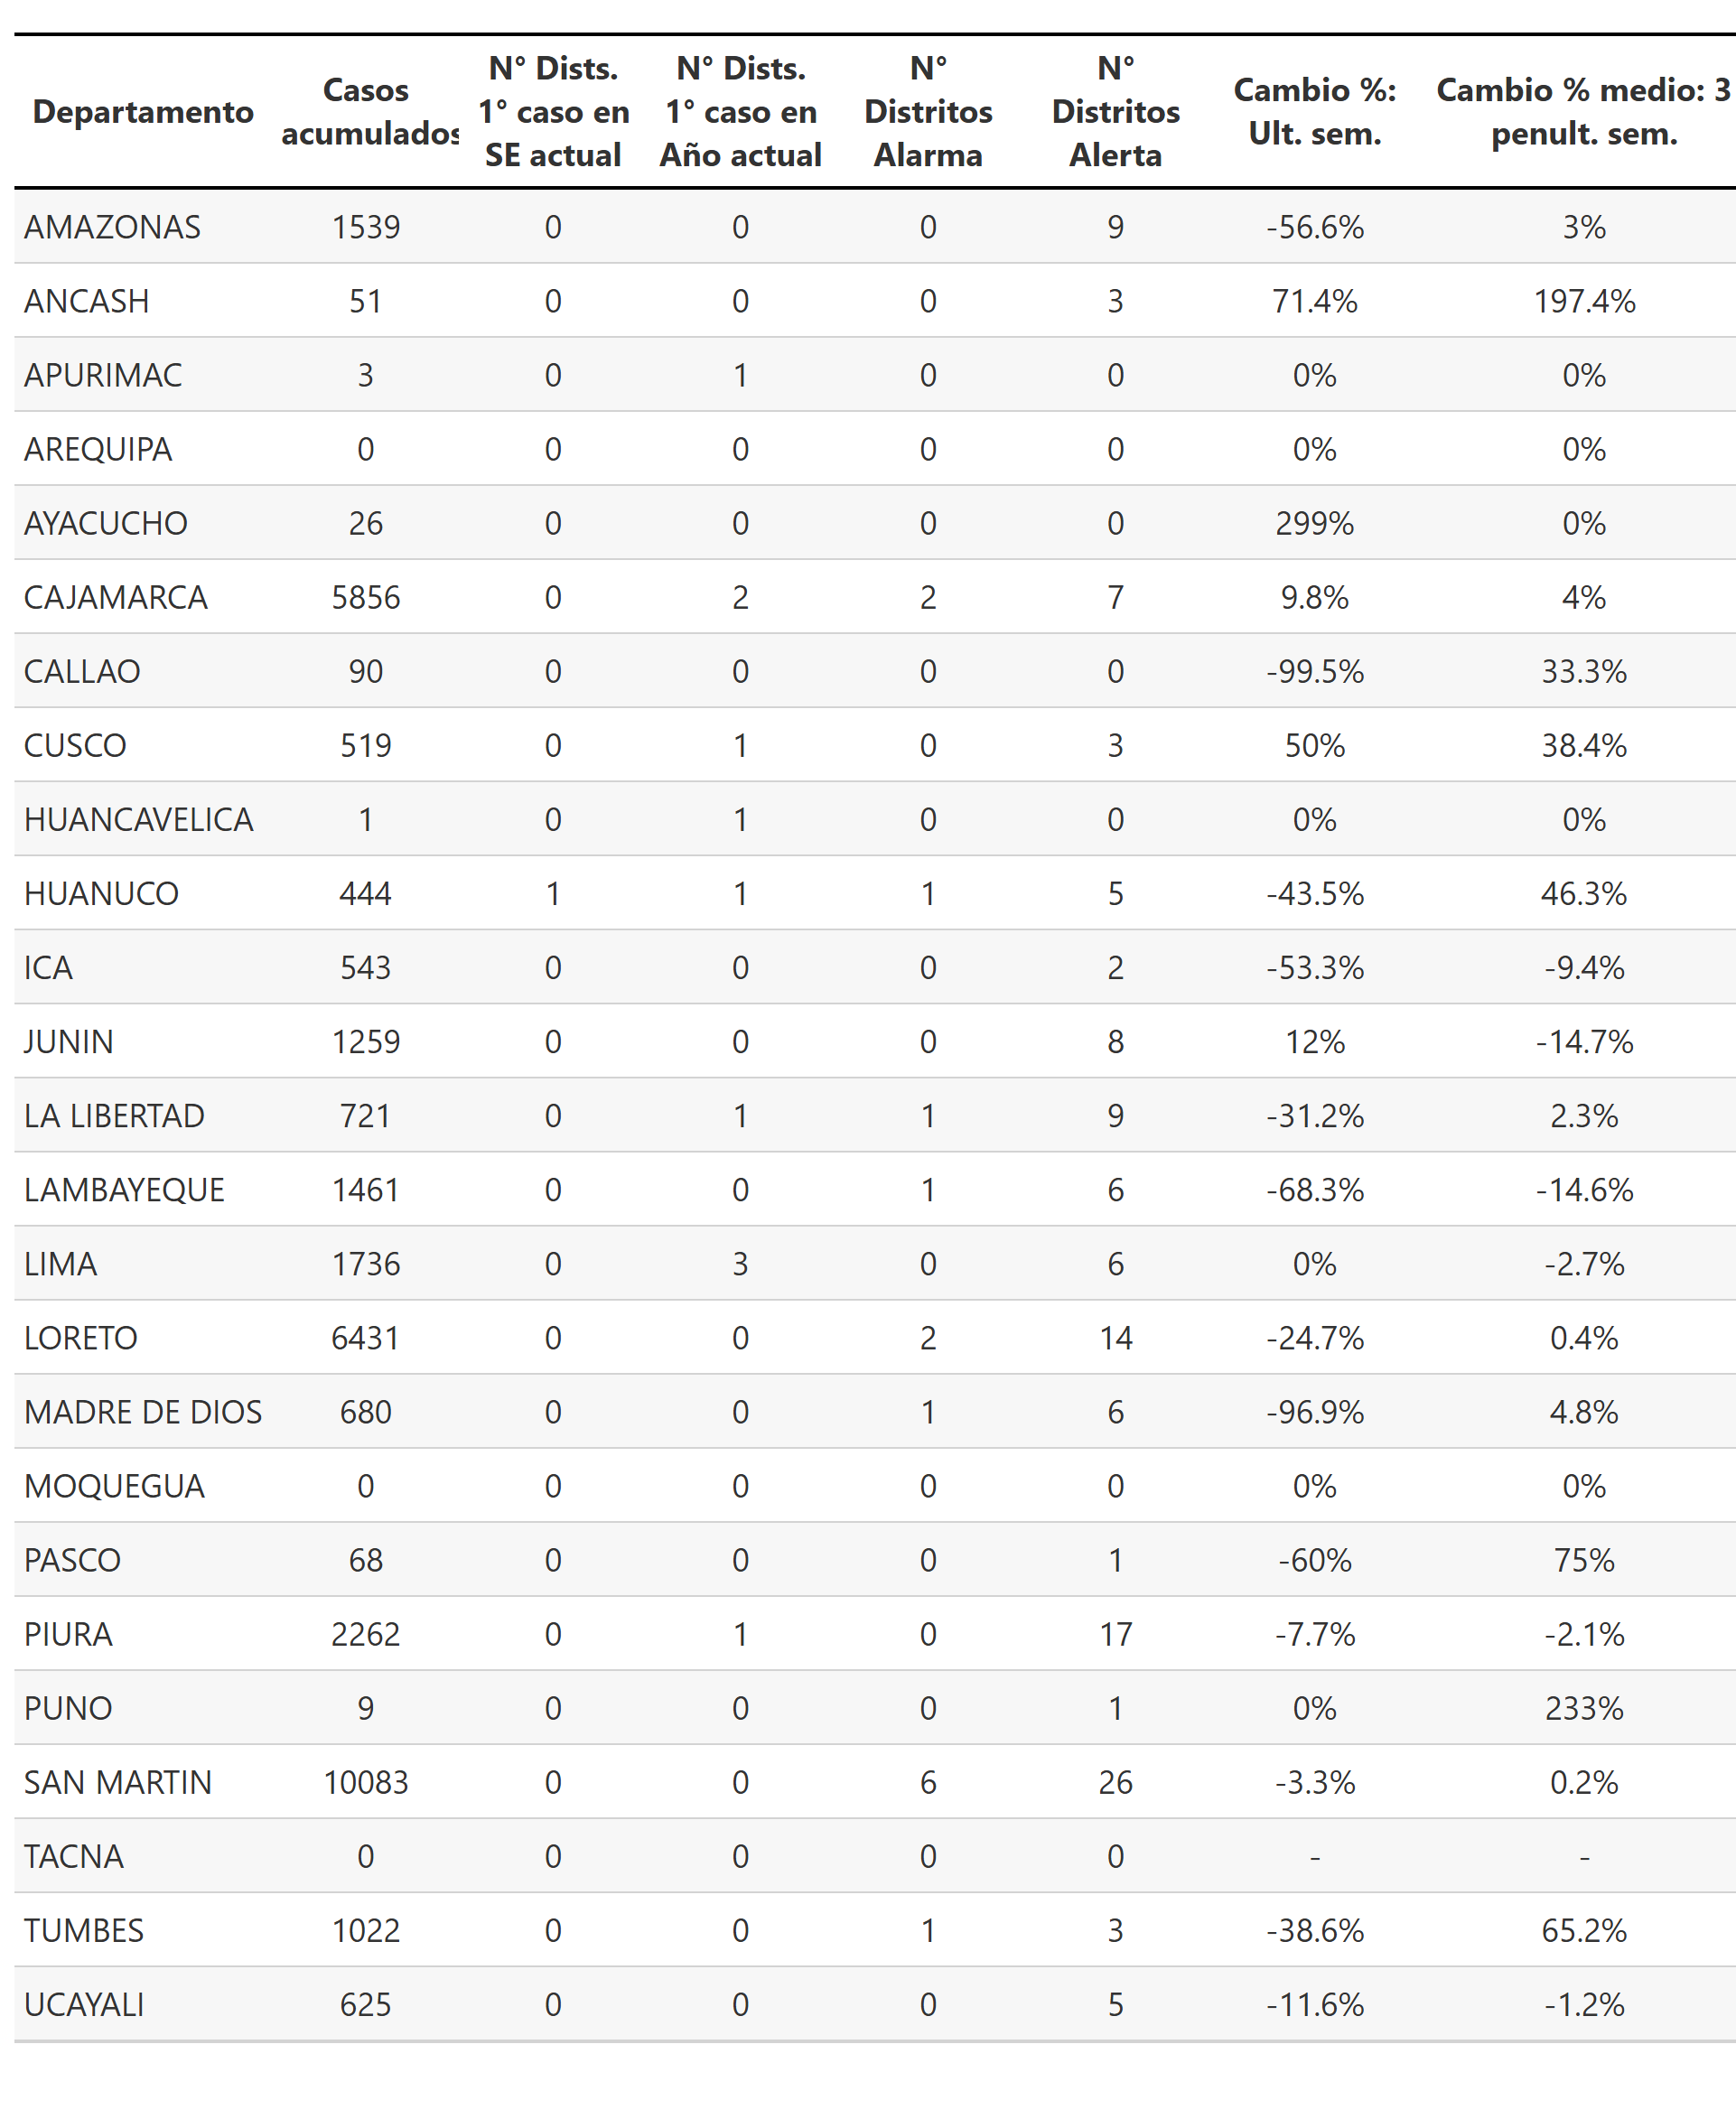 Departamento Casos acumulados N° Dists. 1° caso en SE actual N° Dists. 1° caso en Año actual N° Distritos Alarma N° Distritos Alerta Cambio %: Ult. sem. Cambio % medio: 3 penult. sem.
AMAZONAS 1539 0 0 0 9 -56.6% 3%
ANCASH 51 0 0 0 3 71.4% 197.4%
APURIMAC 3 0 1 0 0 0% 0%
AREQUIPA 0 0 0 0 0 0% 0%
AYACUCHO 26 0 0 0 0 299% 0%
CAJAMARCA 5856 0 2 2 7 9.8% 4%
CALLAO 90 0 0 0 0 -99.5% 33.3%
CUSCO 519 0 1 0 3 50% 38.4%
HUANCAVELICA 1 0 1 0 0 0% 0%
HUANUCO 444 1 1 1 5 -43.5% 46.3%
ICA 543 0 0 0 2 -53.3% -9.4%
JUNIN 1259 0 0 0 8 12% -14.7%
LA LIBERTAD 721 0 1 1 9 -31.2% 2.3%
LAMBAYEQUE 1461 0 0 1 6 -68.3% -14.6%
LIMA 1736 0 3 0 6 0% -2.7%
LORETO 6431 0 0 2 14 -24.7% 0.4%
MADRE DE DIOS 680 0 0 1 6 -96.9% 4.8%
MOQUEGUA 0 0 0 0 0 0% 0%
PASCO 68 0 0 0 1 -60% 75%
PIURA 2262 0 1 0 17 -7.7% -2.1%
PUNO 9 0 0 0 1 0% 233%
SAN MARTIN 10083 0 0 6 26 -3.3% 0.2%
TACNA 0 0 0 0 0 - -
TUMBES 1022 0 0 1 3 -38.6% 65.2%
UCAYALI 625 0 0 0 5 -11.6% -1.2%